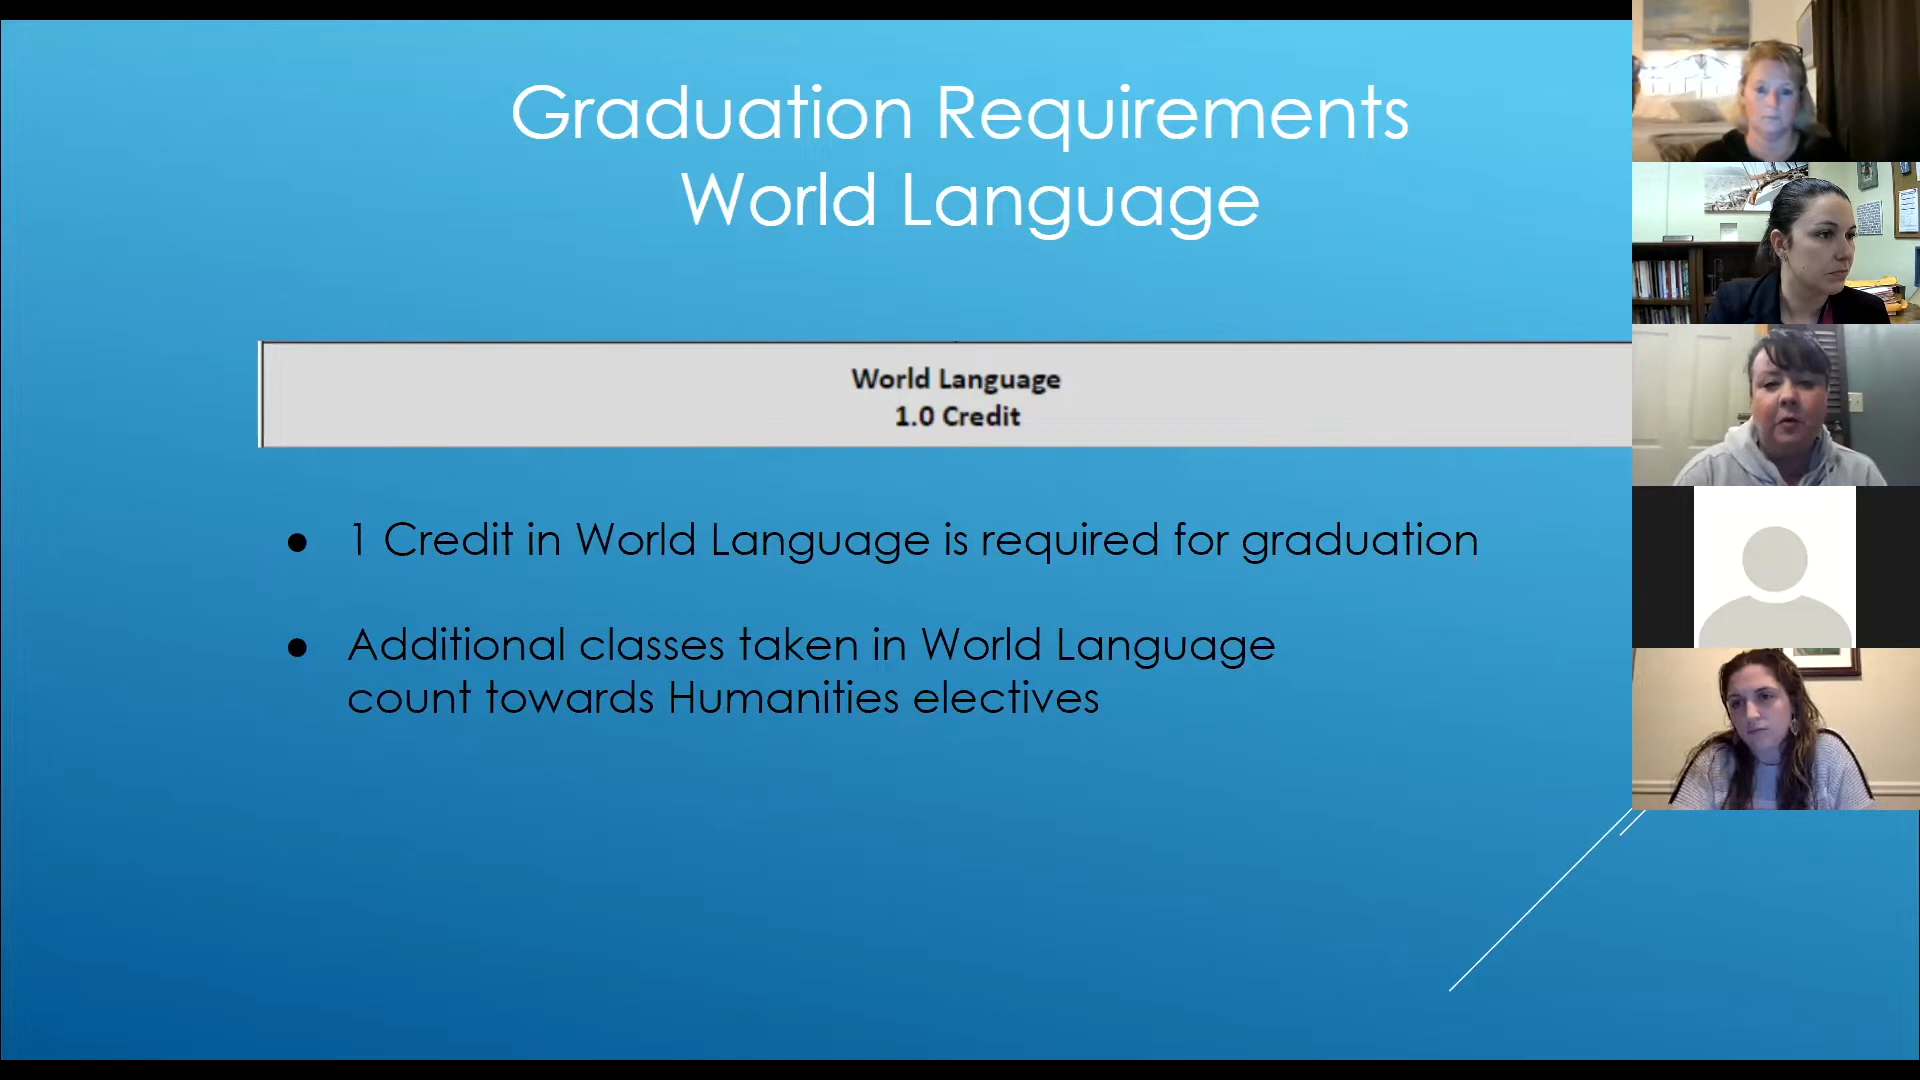 Graduation Requirements
World Language
World Language
1.0 Credit
● 1 Credit in World Language is required for graduation
● Additional classes taken in World Language
count towards Humanities electives